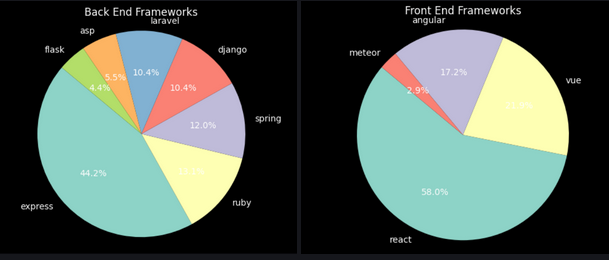 Back End Frameworks
laravel
asp
flask
django
10.4%
5.5%
4.4%
10.4%
spring
12.0%
44.2%
ruby
express
Front End Frameworks
angular
meteor
17.2%
vue
2.9%
58.0%
react